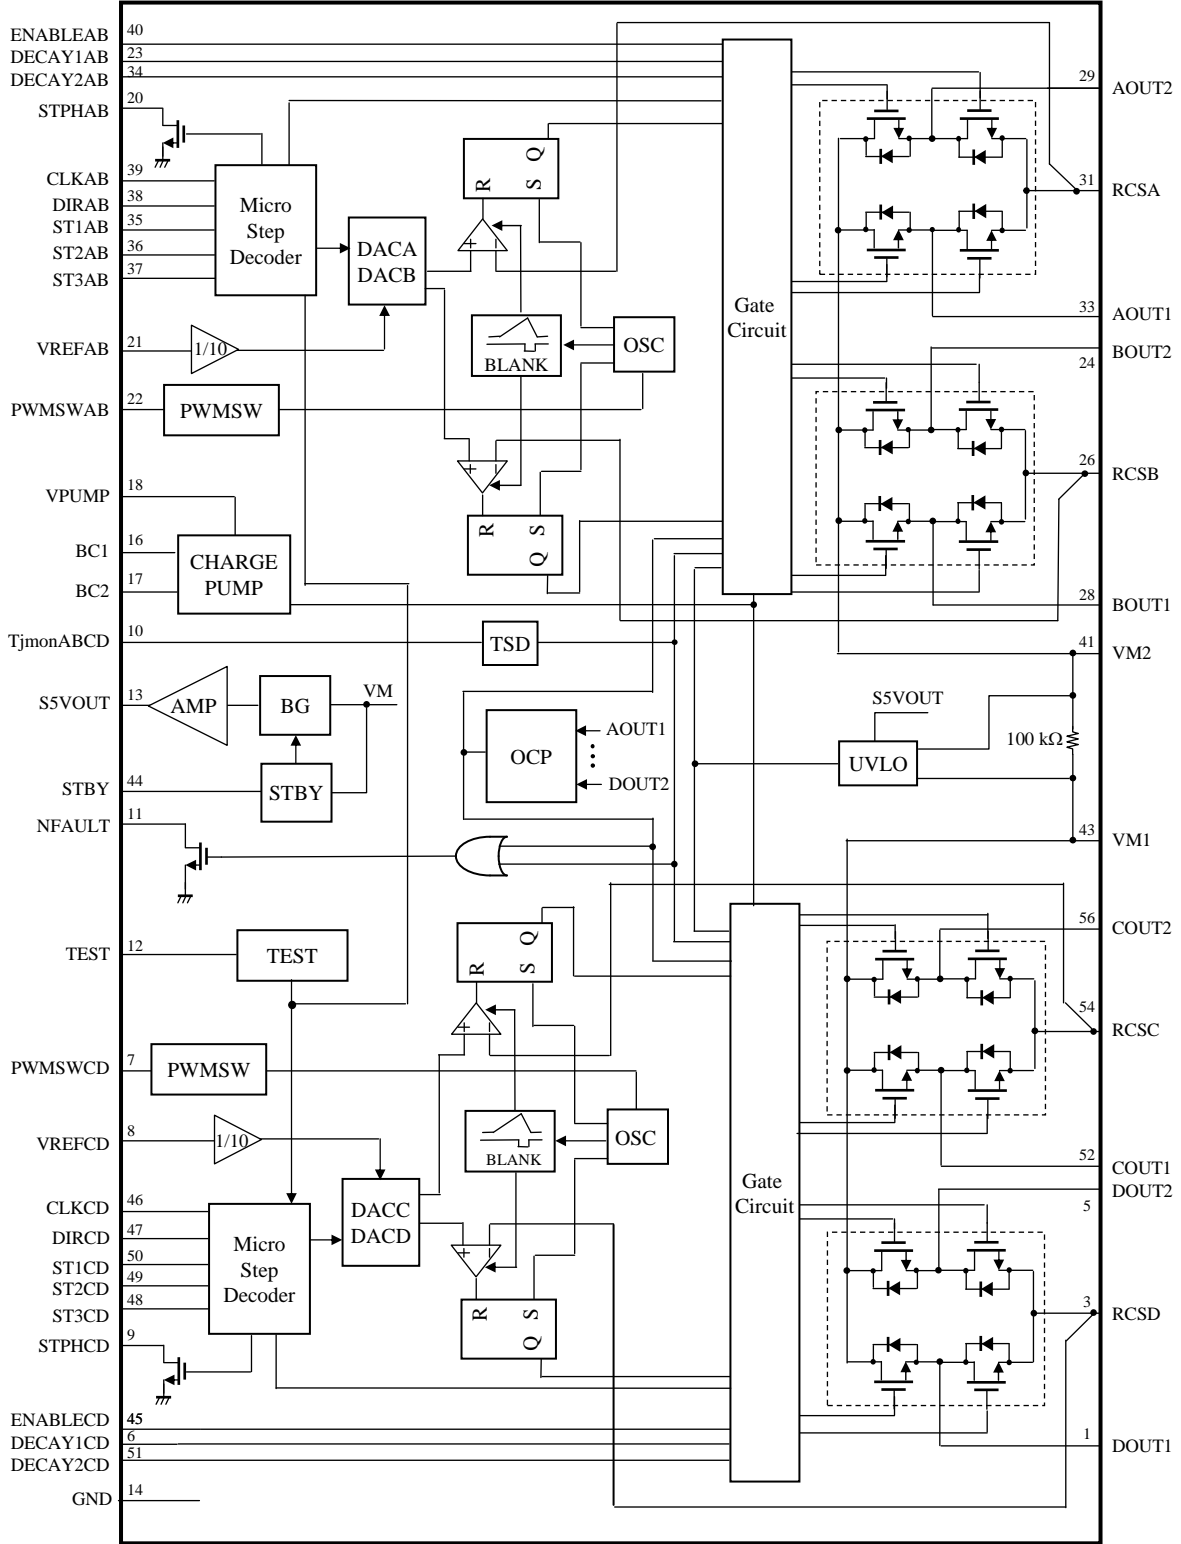 ENABLEAB 40
DECAY1AB 23
DECAY2AB 34
STPHAB 20
CLKAB 39
DIRAB 38
ST1AB 35
ST2AB 36
ST3AB 37
VREFAB 21
PWMSWAB 22
VPUMP 18
BC1 16
BC2 17
TjmonABCD 10
S5VOUT 13
STBY 44
NFAULT 11
TEST 12
PWMSWCD 7
VREFCD 8
CLKCD 46
DIRCD 47
ST1CD 50
ST2CD 49
ST3CD 48
STPHCD 9
ENABLECD 45
DECAY1CD 6
DECAY2CD 51
GND 14
Micro
Step
Decoder
DACA
DACB
1/10
PWMSW
R S Q
+ −
BLANK
OSC
+ −
R S Q
CHARGE
PUMP
TSD
AMP
BG
VM
STBY
OCP
AOUT1
DOUT2
S5VOUT
UVLO
100 kΩ
TEST
PWMSW
1/10
R S Q
+ −
BLANK
OSC
+ −
R S Q
DACC
DACD
Micro
Step
Decoder
Gate
Circuit
Gate
Circuit
29 AOUT2
31 RCSA
33 AOUT1
BOUT2
24
26 RCSB
28 BOUT1
41 VM2
43 VM1
56 COUT2
54 RCSC
52 COUT1
DOUT2
5
3 RCSD
1 DOUT1